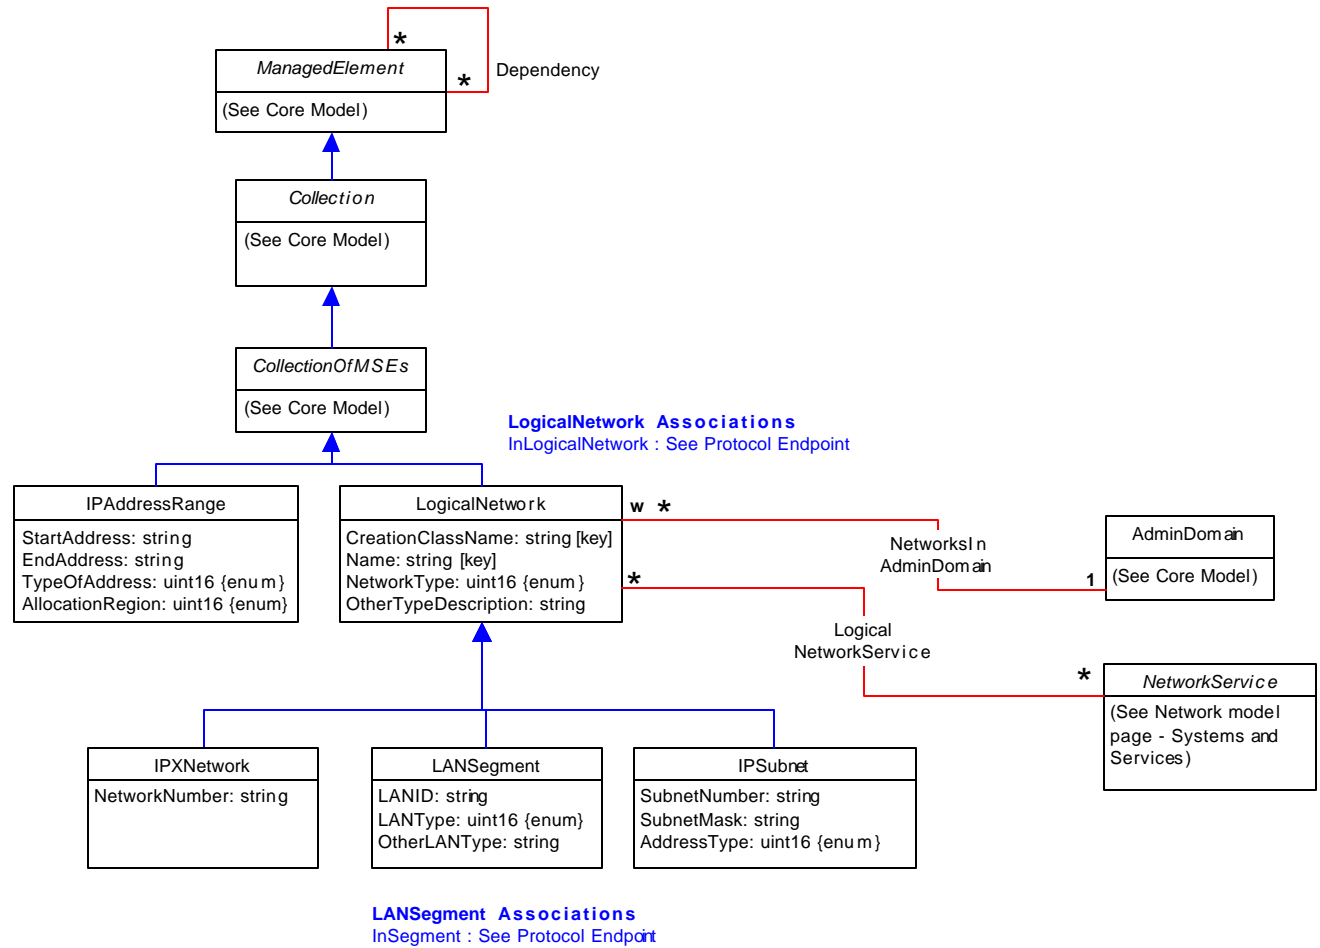 *
ManagedElement
*
Dependency
(See Core Model)
Collection
(See Core Model)
CollectionOfMSEs
(See Core Model)
LogicalNetwork Associations
InLogicalNetwork : See Protocol Endpoint
IPAddressRange
StartAddress: string
EndAddress: string
TypeOfAddress: uint16 {enum}
AllocationRegion: uint16 {enum}
LogicalNetwork
CreationClassName: string [key]
Name: string [key]
NetworkType: uint16 {enum}
OtherTypeDescription: string
w *
*
NetworksIn
AdminDomain
1
AdminDomain
(See Core Model)
Logical
NetworkService
*
NetworkService
(See Network model
page - Systems and
Services)
IPXNetwork
NetworkNumber: string
LANSegment
LANID: string
LANType: uint16 {enum}
OtherLANType: string
IPSubnet
SubnetNumber: string
SubnetMask: string
AddressType: uint16 {enum}
LANSegment Associations
InSegment : See Protocol Endpoint